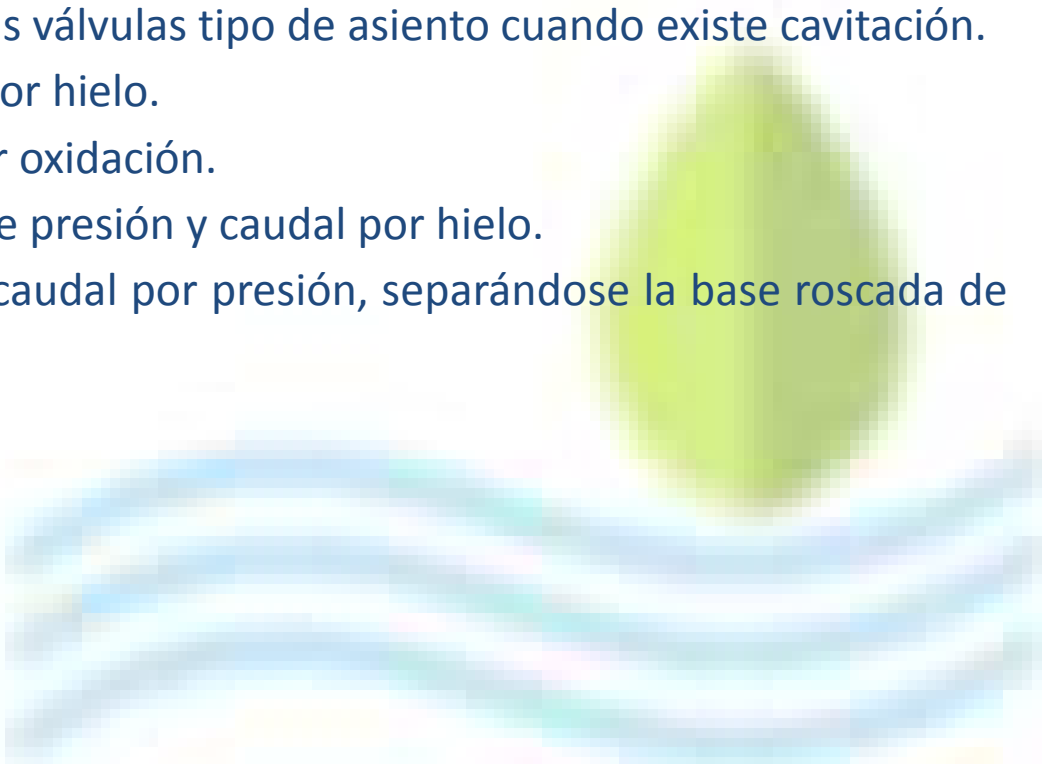 s válvulas tipo de asiento cuando existe cavitación.
or hielo.
r oxidación.
e presión y caudal por hielo.
caudal por presión, separándose la base roscada de